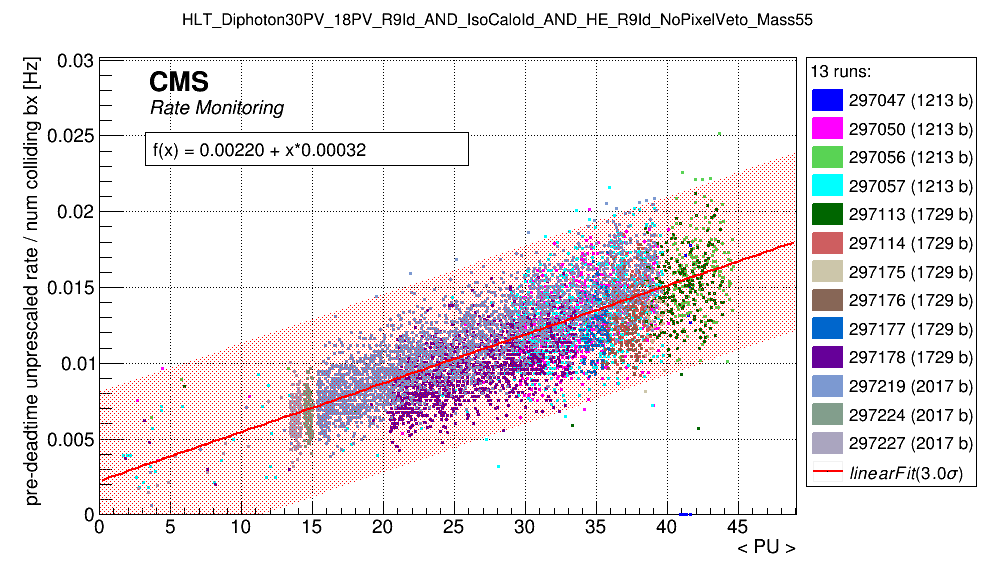 HLT_Diphoton30PV_18PV_R9Id_AND_IsoCaloId_AND_HE_R9Id_NoPixelVeto_Mass55
pre-deadtime unprescaled rate / num colliding bx [Hz]
0.03
0.025
0.02
0.015
0.01
0.005
0
CMS
Rate Monitoring
f(x) = 0.00220 + x*0.00032
0 5 10 15 20 25 30 35 40 45
< PU >
13 runs:
297047 (1213 b)
297050 (1213 b)
297056 (1213 b)
297057 (1213 b)
297113 (1729 b)
297114 (1729 b)
297175 (1729 b)
297176 (1729 b)
297177 (1729 b)
297178 (1729 b)
297219 (2017 b)
297224 (2017 b)
297227 (2017 b)
linearFit(3.0σ)